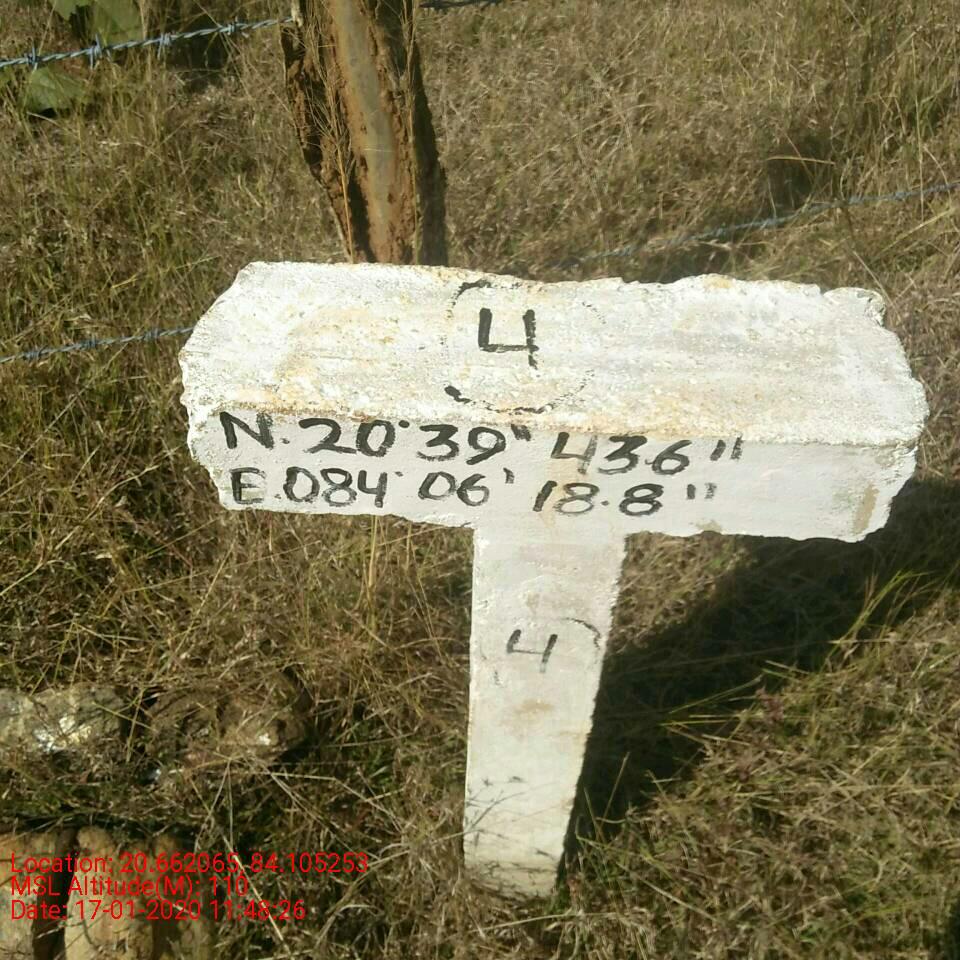 4
N. 20° 39" 43.6"
E. 084° 06' 18.8"
4
Location: 20.662065,84.105253
MSL Altitude(M): 110
Date: 17-01-2020 11:48:26